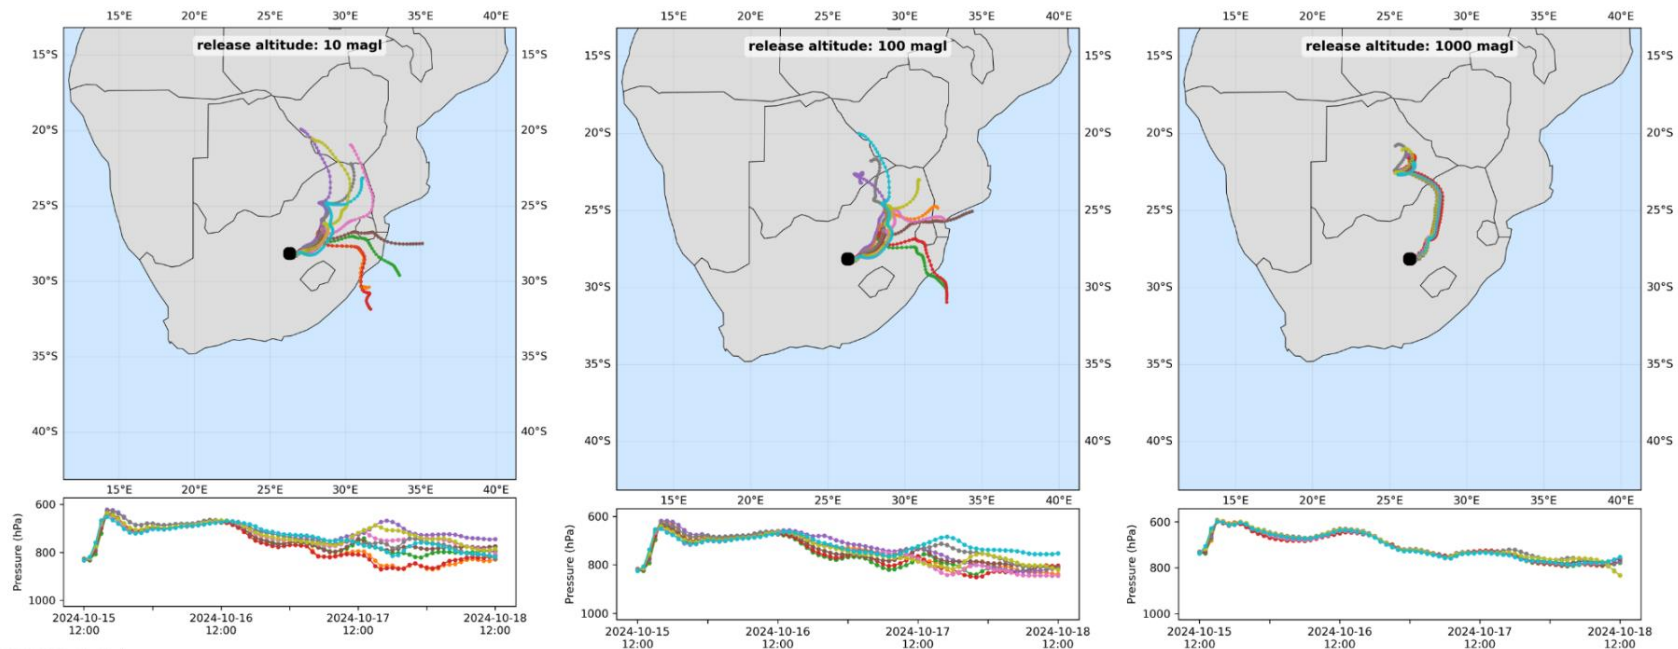 15°E 20°E 25°E 30°E 35°E 40°E
release altitude: 10 magl
15°S 15°S
20°S 20°S
25°S 25°S
30°S 30°S
35°S 35°S
40°S 40°S
15°E 20°E 25°E 30°E 35°E 40°E
Pressure (hPa)
600
800
1000
2024-10-15 2024-10-16 2024-10-17 2024-10-18
12:00 12:00 12:00 12:00
15°E 20°E 25°E 30°E 35°E 40°E
release altitude: 100 magl
15°S 15°S
20°S 20°S
25°S 25°S
30°S 30°S
35°S 35°S
40°S 40°S
15°E 20°E 25°E 30°E 35°E 40°E
Pressure (hPa)
600
800
1000
2024-10-15 2024-10-16 2024-10-17 2024-10-18
12:00 12:00 12:00 12:00
15°E 20°E 25°E 30°E 35°E 40°E
release altitude: 1000 magl
15°S 15°S
20°S 20°S
25°S 25°S
30°S 30°S
35°S 35°S
40°S 40°S
15°E 20°E 25°E 30°E 35°E 40°E
Pressure (hPa)
600
800
1000
2024-10-15 2024-10-16 2024-10-17 2024-10-18
12:00 12:00 12:00 12:00